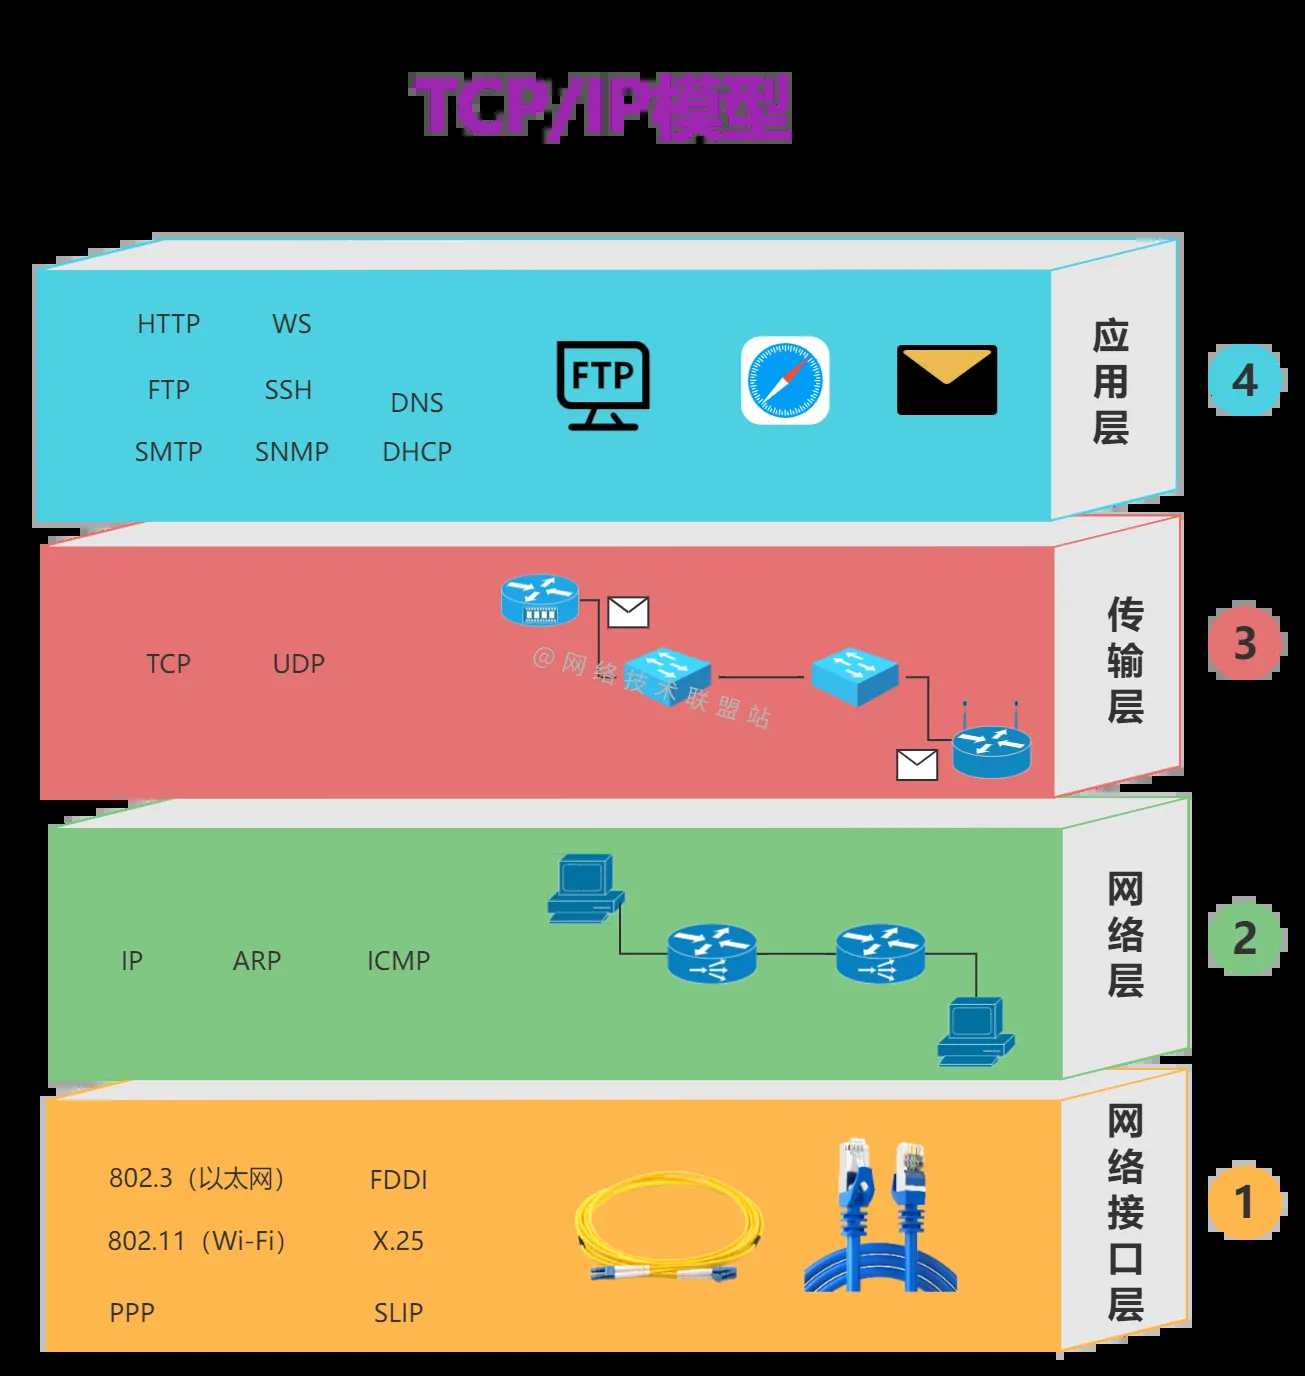 TCP/IP模型
HTTP WS
FTP SSH DNS
SMTP SNMP DHCP
FTP
应用层
4
TCP UDP
@网络技术联盟站
传输层
3
IP ARP ICMP
网络层
2
802.3（以太网） FDDI
802.11（Wi-Fi） X.25
PPP SLIP
网络接口层
1